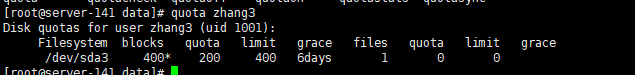 [root@server-141 data]# quota zhang3
Disk quotas for user zhang3 (uid 1001):
     Filesystem  blocks   quota   limit   grace   files   quota   limit   grace
      /dev/sda3    400*    200     400   6days       1       0       0
[root@server-141 data]#